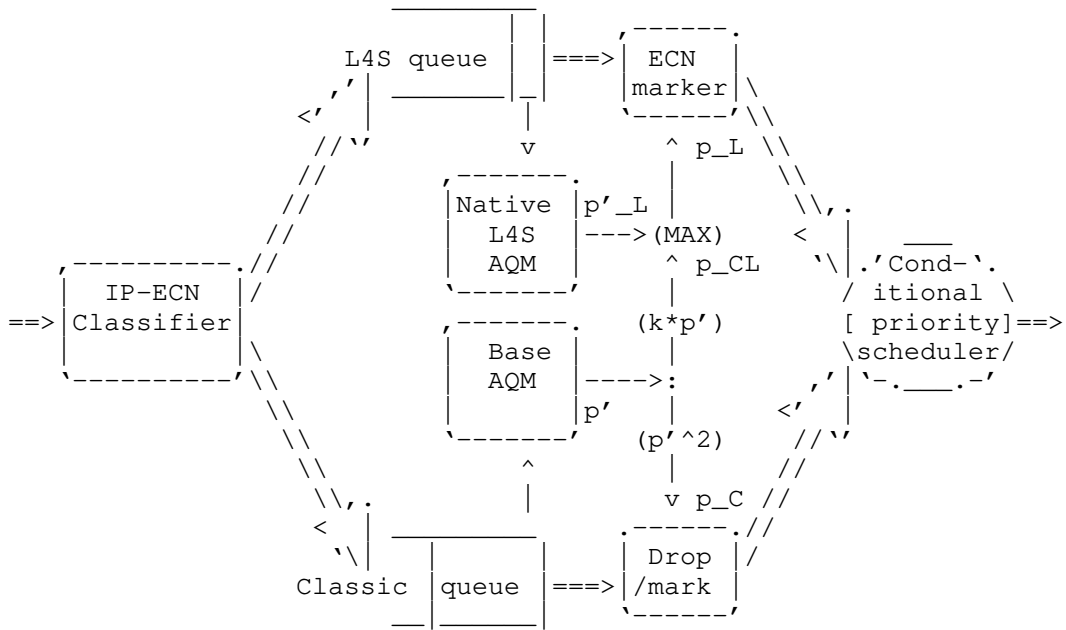 L4S queue ===> ECN
marker
^ p_L
v
Native p'_L
L4S --->(MAX) <
AQM ^ p_CL Cond-
IP-ECN itional
==> Classifier (k*p') [ priority]==>
Base scheduler
AQM ---->:
p'
(p'^2)
^
v p_C
<
Drop
Classic queue ===> /mark